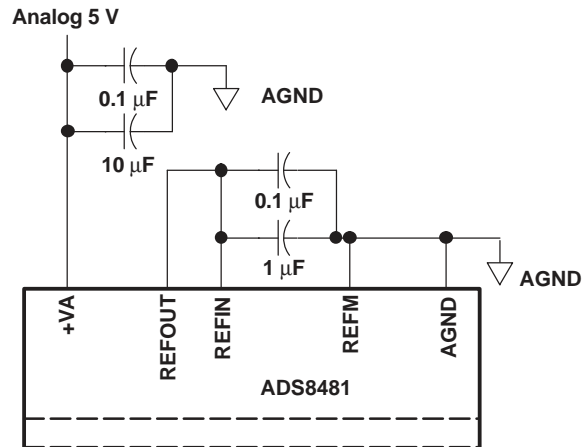 Analog 5 V
0.1 μF
AGND
10 μF
0.1 μF
1 μF
AGND
+VA
REFOUT
REFIN
REFM
AGND
ADS8481